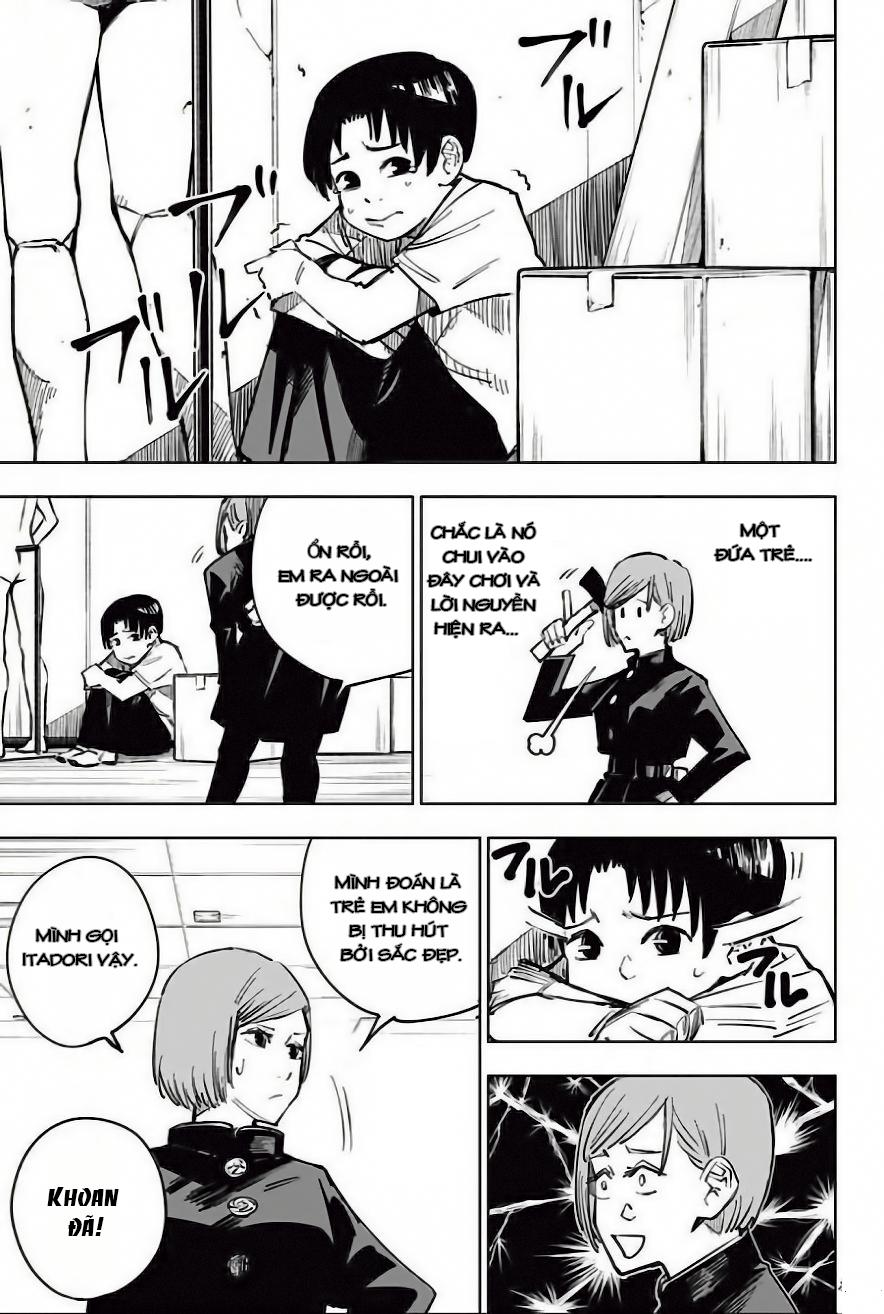 ブル
ブル
ブル
MỘT
ĐỨA TRẺ....
CHẮC LÀ NÓ
CHUI VÀO
ĐÂY CHƠI VÀ
LỜI NGUYỀN
HIỆN RA...
ỔN RỒI,
EM RA NGOÀI
ĐƯỢC RỒI.
フル
フル
MÌNH ĐOÁN LÀ
TRẺ EM KHÔNG
BỊ THU HÚT
BỞI SẮC ĐẸP.
MÌNH GỌI
ITADORI VẬY.
KHOAN
ĐÃ!